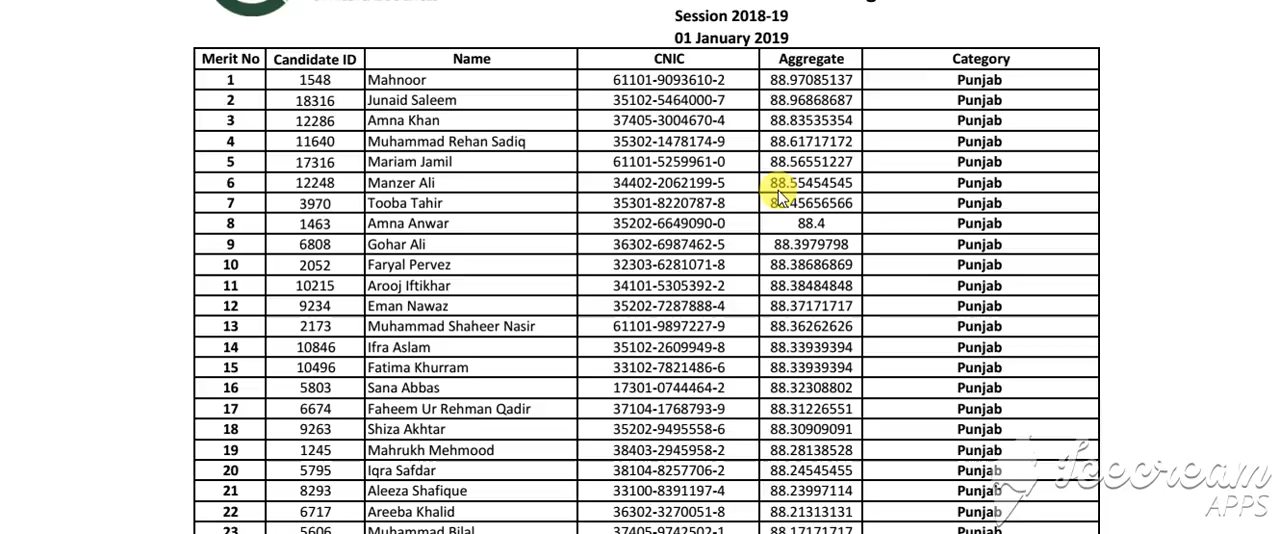 Session 2018-19
01 January 2019
Merit No Candidate ID Name CNIC Aggregate Category
1 1548 Mahnoor 61101-9093610-2 88.97085137 Punjab
2 18316 Junaid Saleem 35102-5464000-7 88.96868687 Punjab
3 12286 Amna Khan 37405-3004670-4 88.83535354 Punjab
4 11640 Muhammad Rehan Sadiq 35302-1478174-9 88.61717172 Punjab
5 17316 Mariam Jamil 61101-5259961-0 88.56551227 Punjab
6 12248 Manzer Ali 34402-2062199-5 88.55454545 Punjab
7 3970 Tooba Tahir 35301-8220787-8 Punjab
8 1463 Amna Anwar 35202-6649090-0 88.4 Punjab
9 6808 Gohar Ali 36302-6987462-5 88.3979798 Punjab
10 2052 Faryal Pervez 32303-6281071-8 88.38686869 Punjab
11 10215 Arooj Iftikhar 34101-5305392-2 88.38484848 Punjab
12 9234 Eman Nawaz 35202-7287888-4 88.37171717 Punjab
13 2173 Muhammad Shaheer Nasir 61101-9897227-9 88.36262626 Punjab
14 10846 Ifra Aslam 35102-2609949-8 88.33939394 Punjab
15 10496 Fatima Khurram 33102-7821486-6 88.33939394 Punjab
16 5803 Sana Abbas 17301-0744464-2 88.32308802 Punjab
17 6674 Faheem Ur Rehman Qadir 37104-1768793-9 88.31226551 Punjab
18 9263 Shiza Akhtar 35202-9495558-6 88.30909091 Punjab
19 1245 Mahrukh Mehmood 38403-2945958-2 88.28138528 Punjab
20 5795 Iqra Safdar 38104-8257706-2 88.24545455 Punjab
21 8293 Aleeza Shafique 33100-8391197-4 88.23997114 Punjab
22 6717 Areeba Khalid 36302-3270051-8 88.21313131 Punjab
23 5606 Muhammad Bilal 37405-9742502-1 88.17171717 Punjab
Icecream
APPS